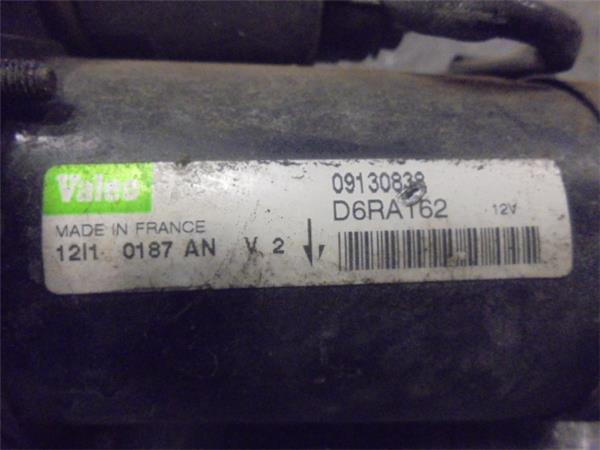 Valeo
MADE IN FRANCE
12I1 0187 AN V 2
09130838
D6RA162 12V